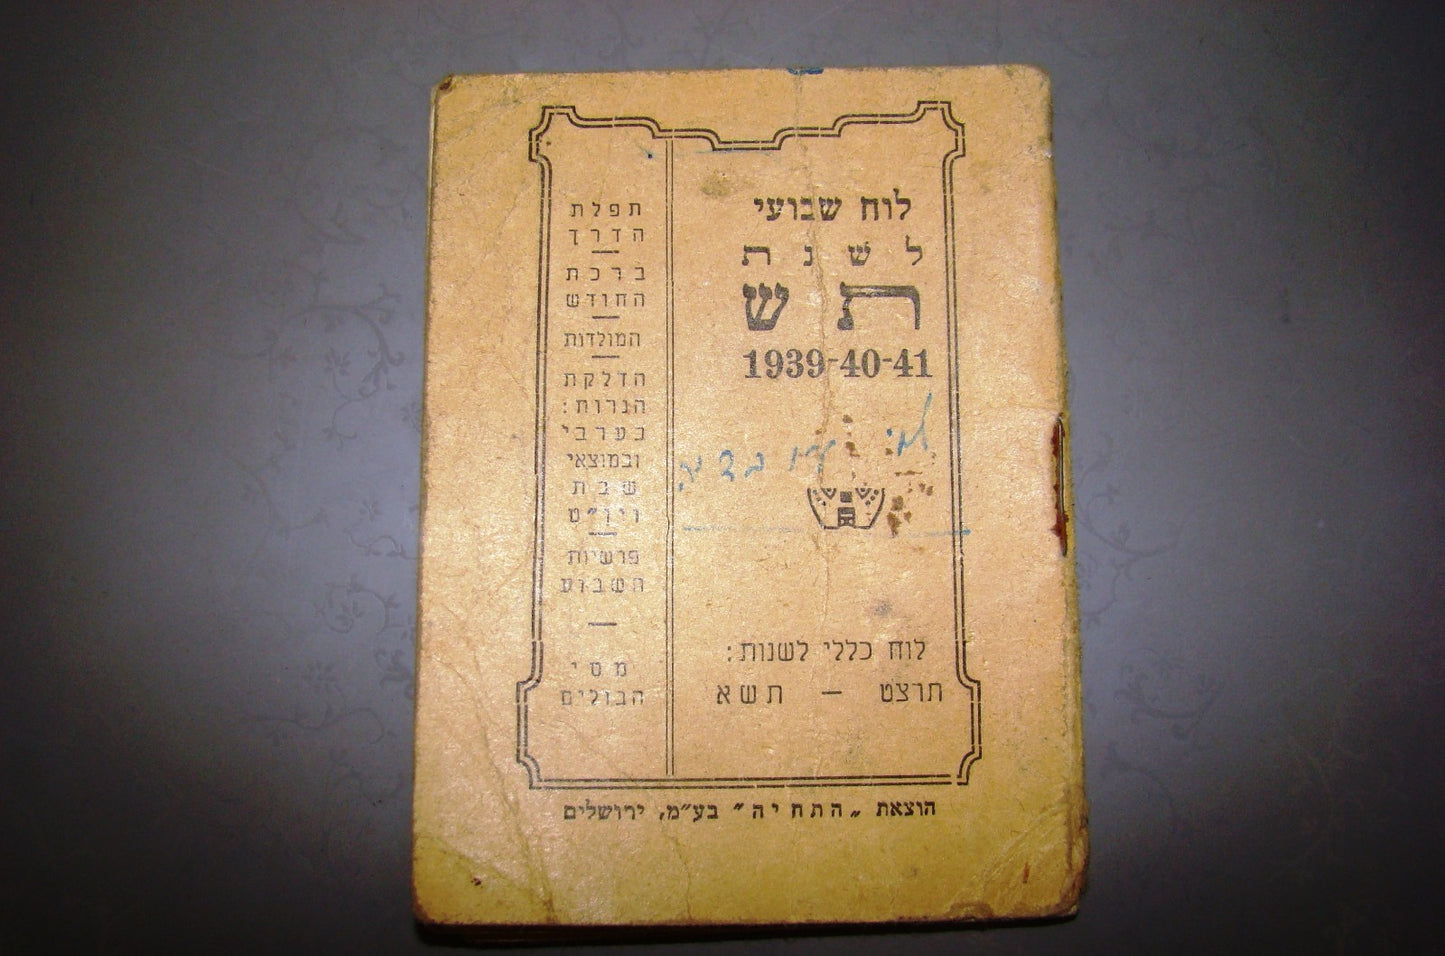 לוח שבועי
לשנת
תש
1939-40-41
לוח כללי לשנות:
תרצט — תשא
תפלת
הדרך
ברכת
החודש
המולדות
הדלקת
הנרות:
בערבי
ובמוצאי
שבת
ויו״ט
פרשיות
השבוע
מסי
הבולים
הוצאת „התחיה״ בע״מ, ירושלים